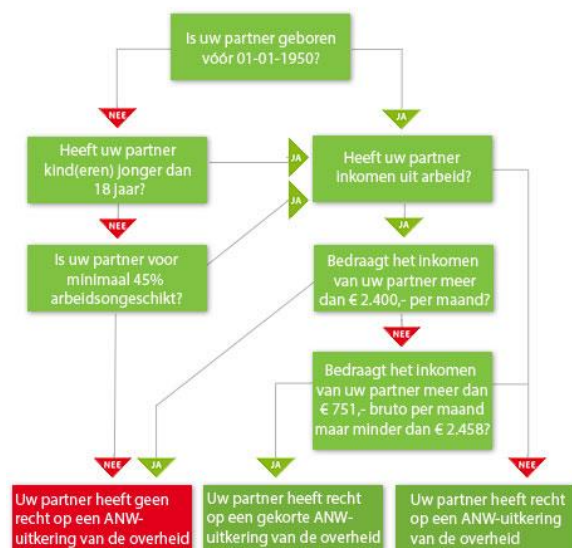 Is uw partner geboren
vóór 01-01-1950?
NEE
JA
Heeft uw partner
kind(eren) jonger dan
18 jaar?
JA
Heeft uw partner
inkomen uit arbeid?
NEE
JA
JA
Is uw partner voor
minimaal 45%
arbeidsongeschikt?
Bedraagt het inkomen
van uw partner meer
dan € 2.400,- per maand?
NEE
Bedraagt het inkomen
van uw partner meer dan
€ 751,- bruto per maand
maar minder dan € 2.458?
NEE
JA
JA
NEE
Uw partner heeft geen
recht op een ANW-
uitkering van de overheid
Uw partner heeft recht
op een gekorte ANW-
uitkering van de overheid
Uw partner heeft recht
op een ANW-uitkering
van de overheid